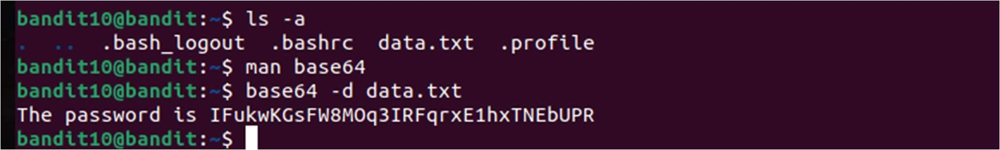 bandit10@bandit:~$ ls -a
. .. .bash_logout .bashrc data.txt .profile
bandit10@bandit:~$ man base64
bandit10@bandit:~$ base64 -d data.txt
The password is IFukwKGsFW8MOq3IRFqrxE1hxTNEbUPR
bandit10@bandit:~$